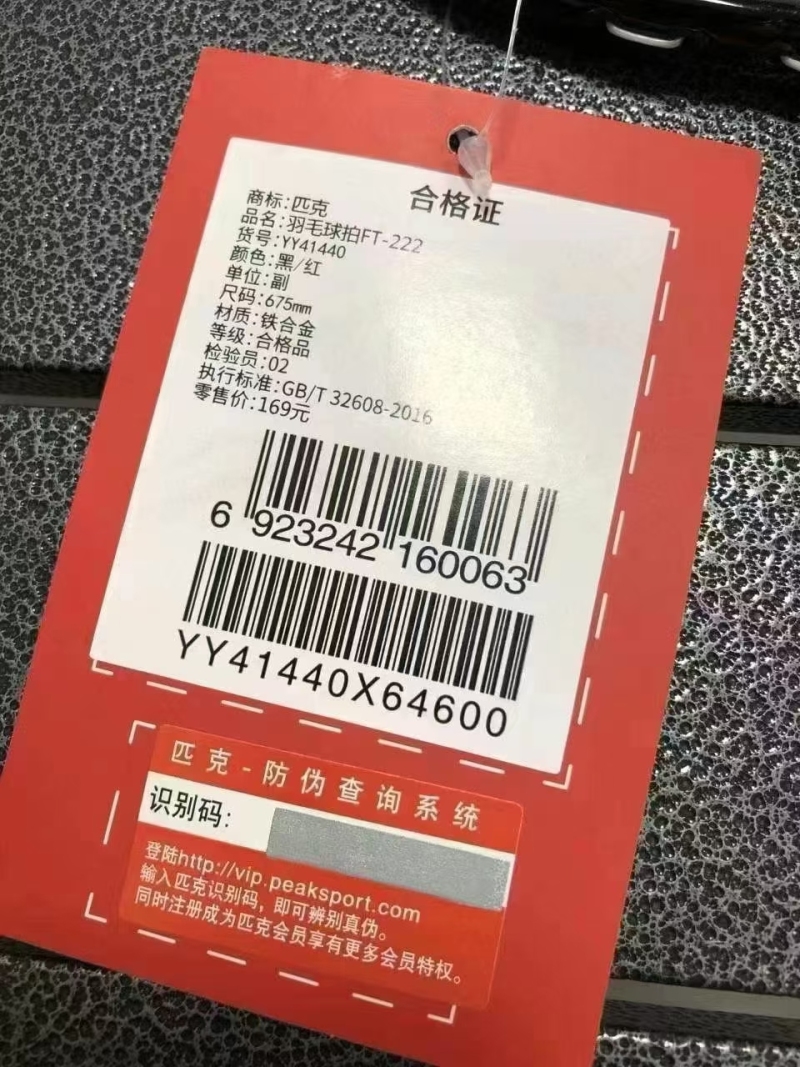 合格证
商标:匹克
品名:羽毛球拍FT-222
货号:YY41440
颜色:黑/红
单位:副
尺码:675mm
材质:铁合金
等级:合格品
检验员:02
执行标准:GB/T 32608-2016
零售价:169元
6 923242 160063
YY41440X64600
匹克-防伪查询系统
识别码:
登陆http://vip.peaksport.com
输入匹克识别码，即可辨别真伪。
同时注册成为匹克会员享有更多会员特权。